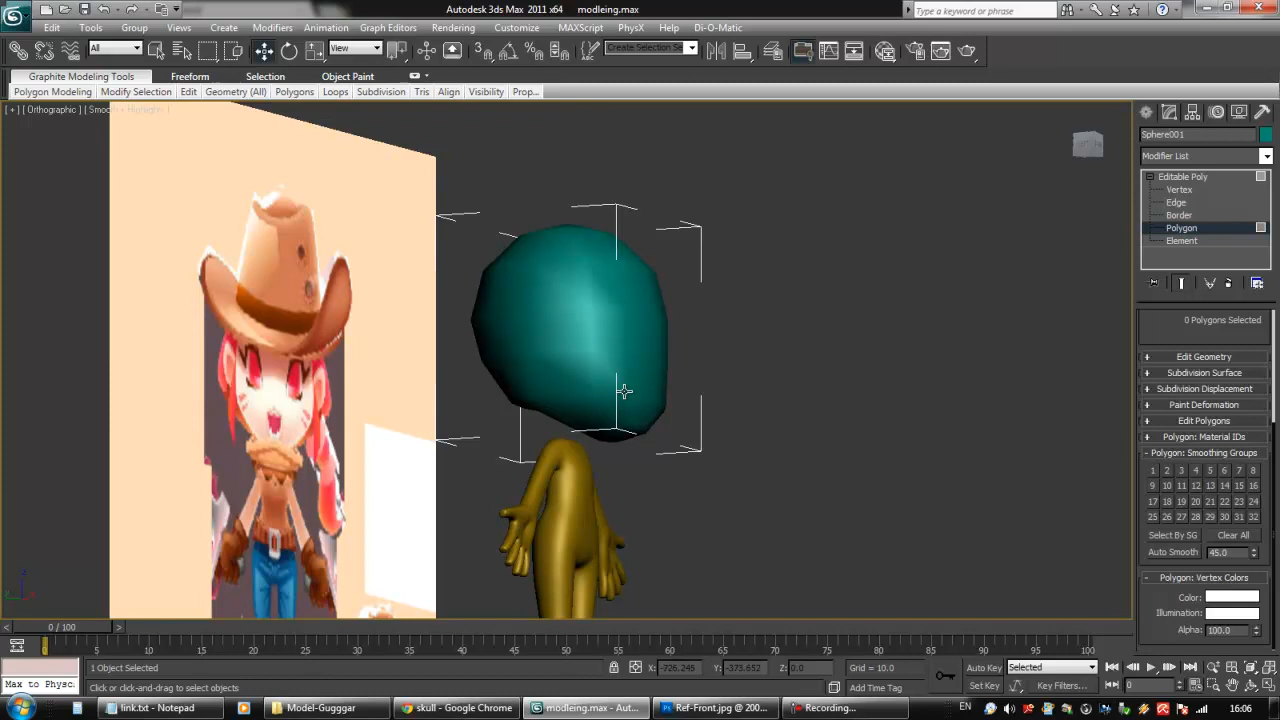 Autodesk 3ds Max 2011 x64 modleing.max
Type a keyword or phrase
Edit Tools Group Views Create Modifiers Animation Graph Editors Rendering Customize MAXScript PhysX Di-O-Matic
All View Create Selection Se
Graphite Modeling Tools Freeform Selection Object Paint
Polygon Modeling Modify Selection Edit Geometry (All) Polygons Loops Subdivision Tris Align Visibility Prop...
[ + ] [ Orthographic ] [ Smooth + Highlights ]
Sphere001
Modifier List
Editable Poly
Vertex
Edge
Border
Polygon
Element
0 Polygons Selected
+ Edit Geometry
+ Subdivision Surface
+ Subdivision Displacement
+ Paint Deformation
+ Edit Polygons
+ Polygon: Material IDs
- Polygon: Smoothing Groups
1 2 3 4 5 6 7 8
9 10 11 12 13 14 15 16
17 18 19 20 21 22 23 24
25 26 27 28 29 30 31 32
Select By SG Clear All
Auto Smooth 45.0
- Polygon: Vertex Colors
Color:
Illumination:
Alpha: 100.0
< 0 / 100 >
0 5 10 15 20 25 30 35 40 45 50 55 60 65 70 75 80 85 90 95 100
1 Object Selected X: -726.245 Y: -373.652 Z: 0.0 Grid = 10.0 Auto Key Selected
Max to Physc Click or click-and-drag to select objects Add Time Tag Set Key Key Filters... 0
link.txt - Notepad Model-Gugggar skull - Google Chrome modleing.max - Aut... Ref-Front.jpg @ 200... Recording... EN 16:06